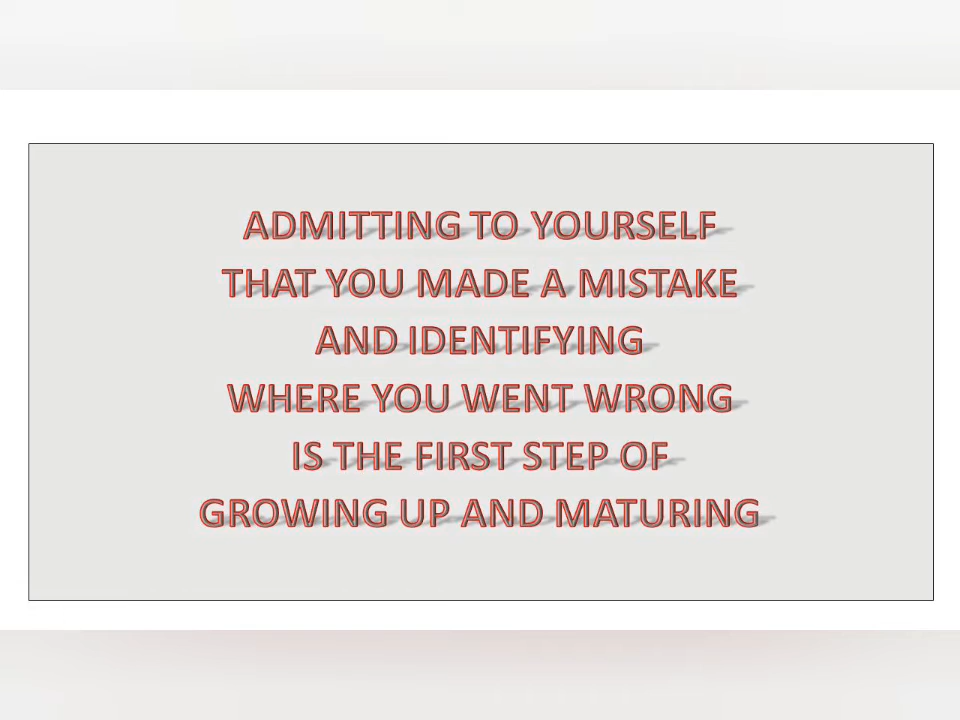 ADMITTING TO YOURSELF
THAT YOU MADE A MISTAKE
AND IDENTIFYING
WHERE YOU WENT WRONG
IS THE FIRST STEP OF
GROWING UP AND MATURING